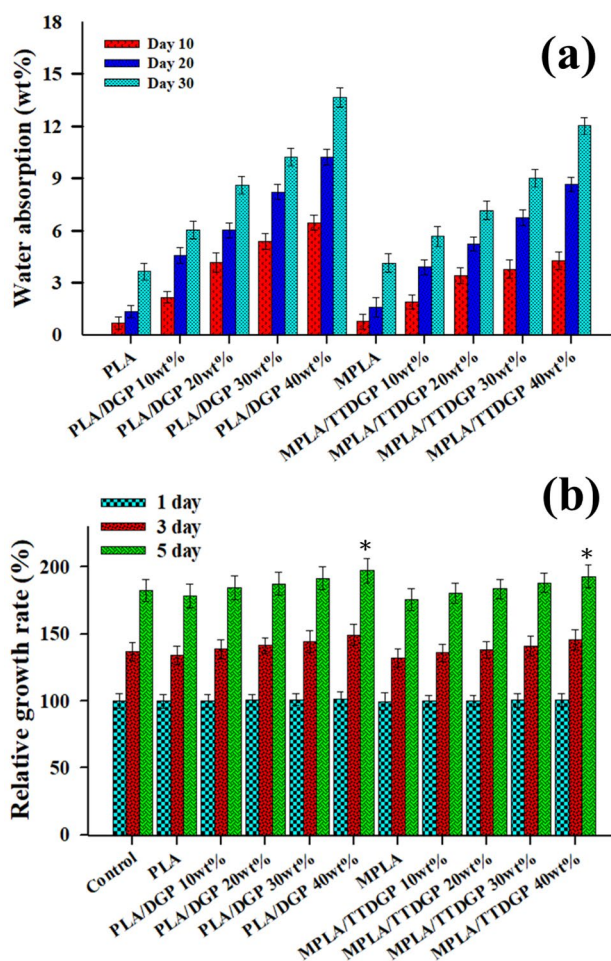 (a)
Day 10
Day 20
Day 30
Water absorption (wt%)
18
15
12
9
6
3
0
PLA
PLA/DGP 10wt%
PLA/DGP 20wt%
PLA/DGP 30wt%
PLA/DGP 40wt%
MPLA
MPLA/TTDGP 10wt%
MPLA/TTDGP 20wt%
MPLA/TTDGP 30wt%
MPLA/TTDGP 40wt%
(b)
1 day
3 day
5 day
Relative growth rate (%)
200
150
100
50
0
*
*
Control
PLA
PLA/DGP 10wt%
PLA/DGP 20wt%
PLA/DGP 30wt%
PLA/DGP 40wt%
MPLA
MPLA/TTDGP 10wt%
MPLA/TTDGP 20wt%
MPLA/TTDGP 30wt%
MPLA/TTDGP 40wt%